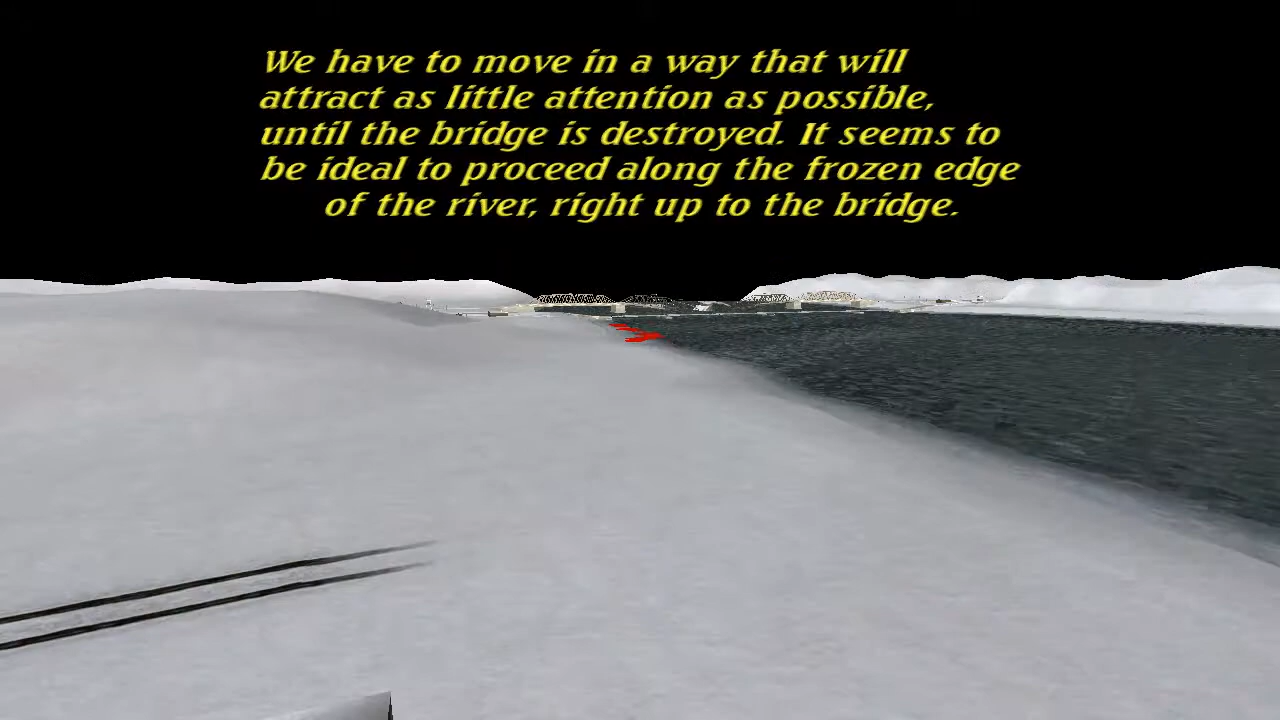 We have to move in a way that will
attract as little attention as possible,
until the bridge is destroyed. It seems to
be ideal to proceed along the frozen edge
of the river, right up to the bridge.